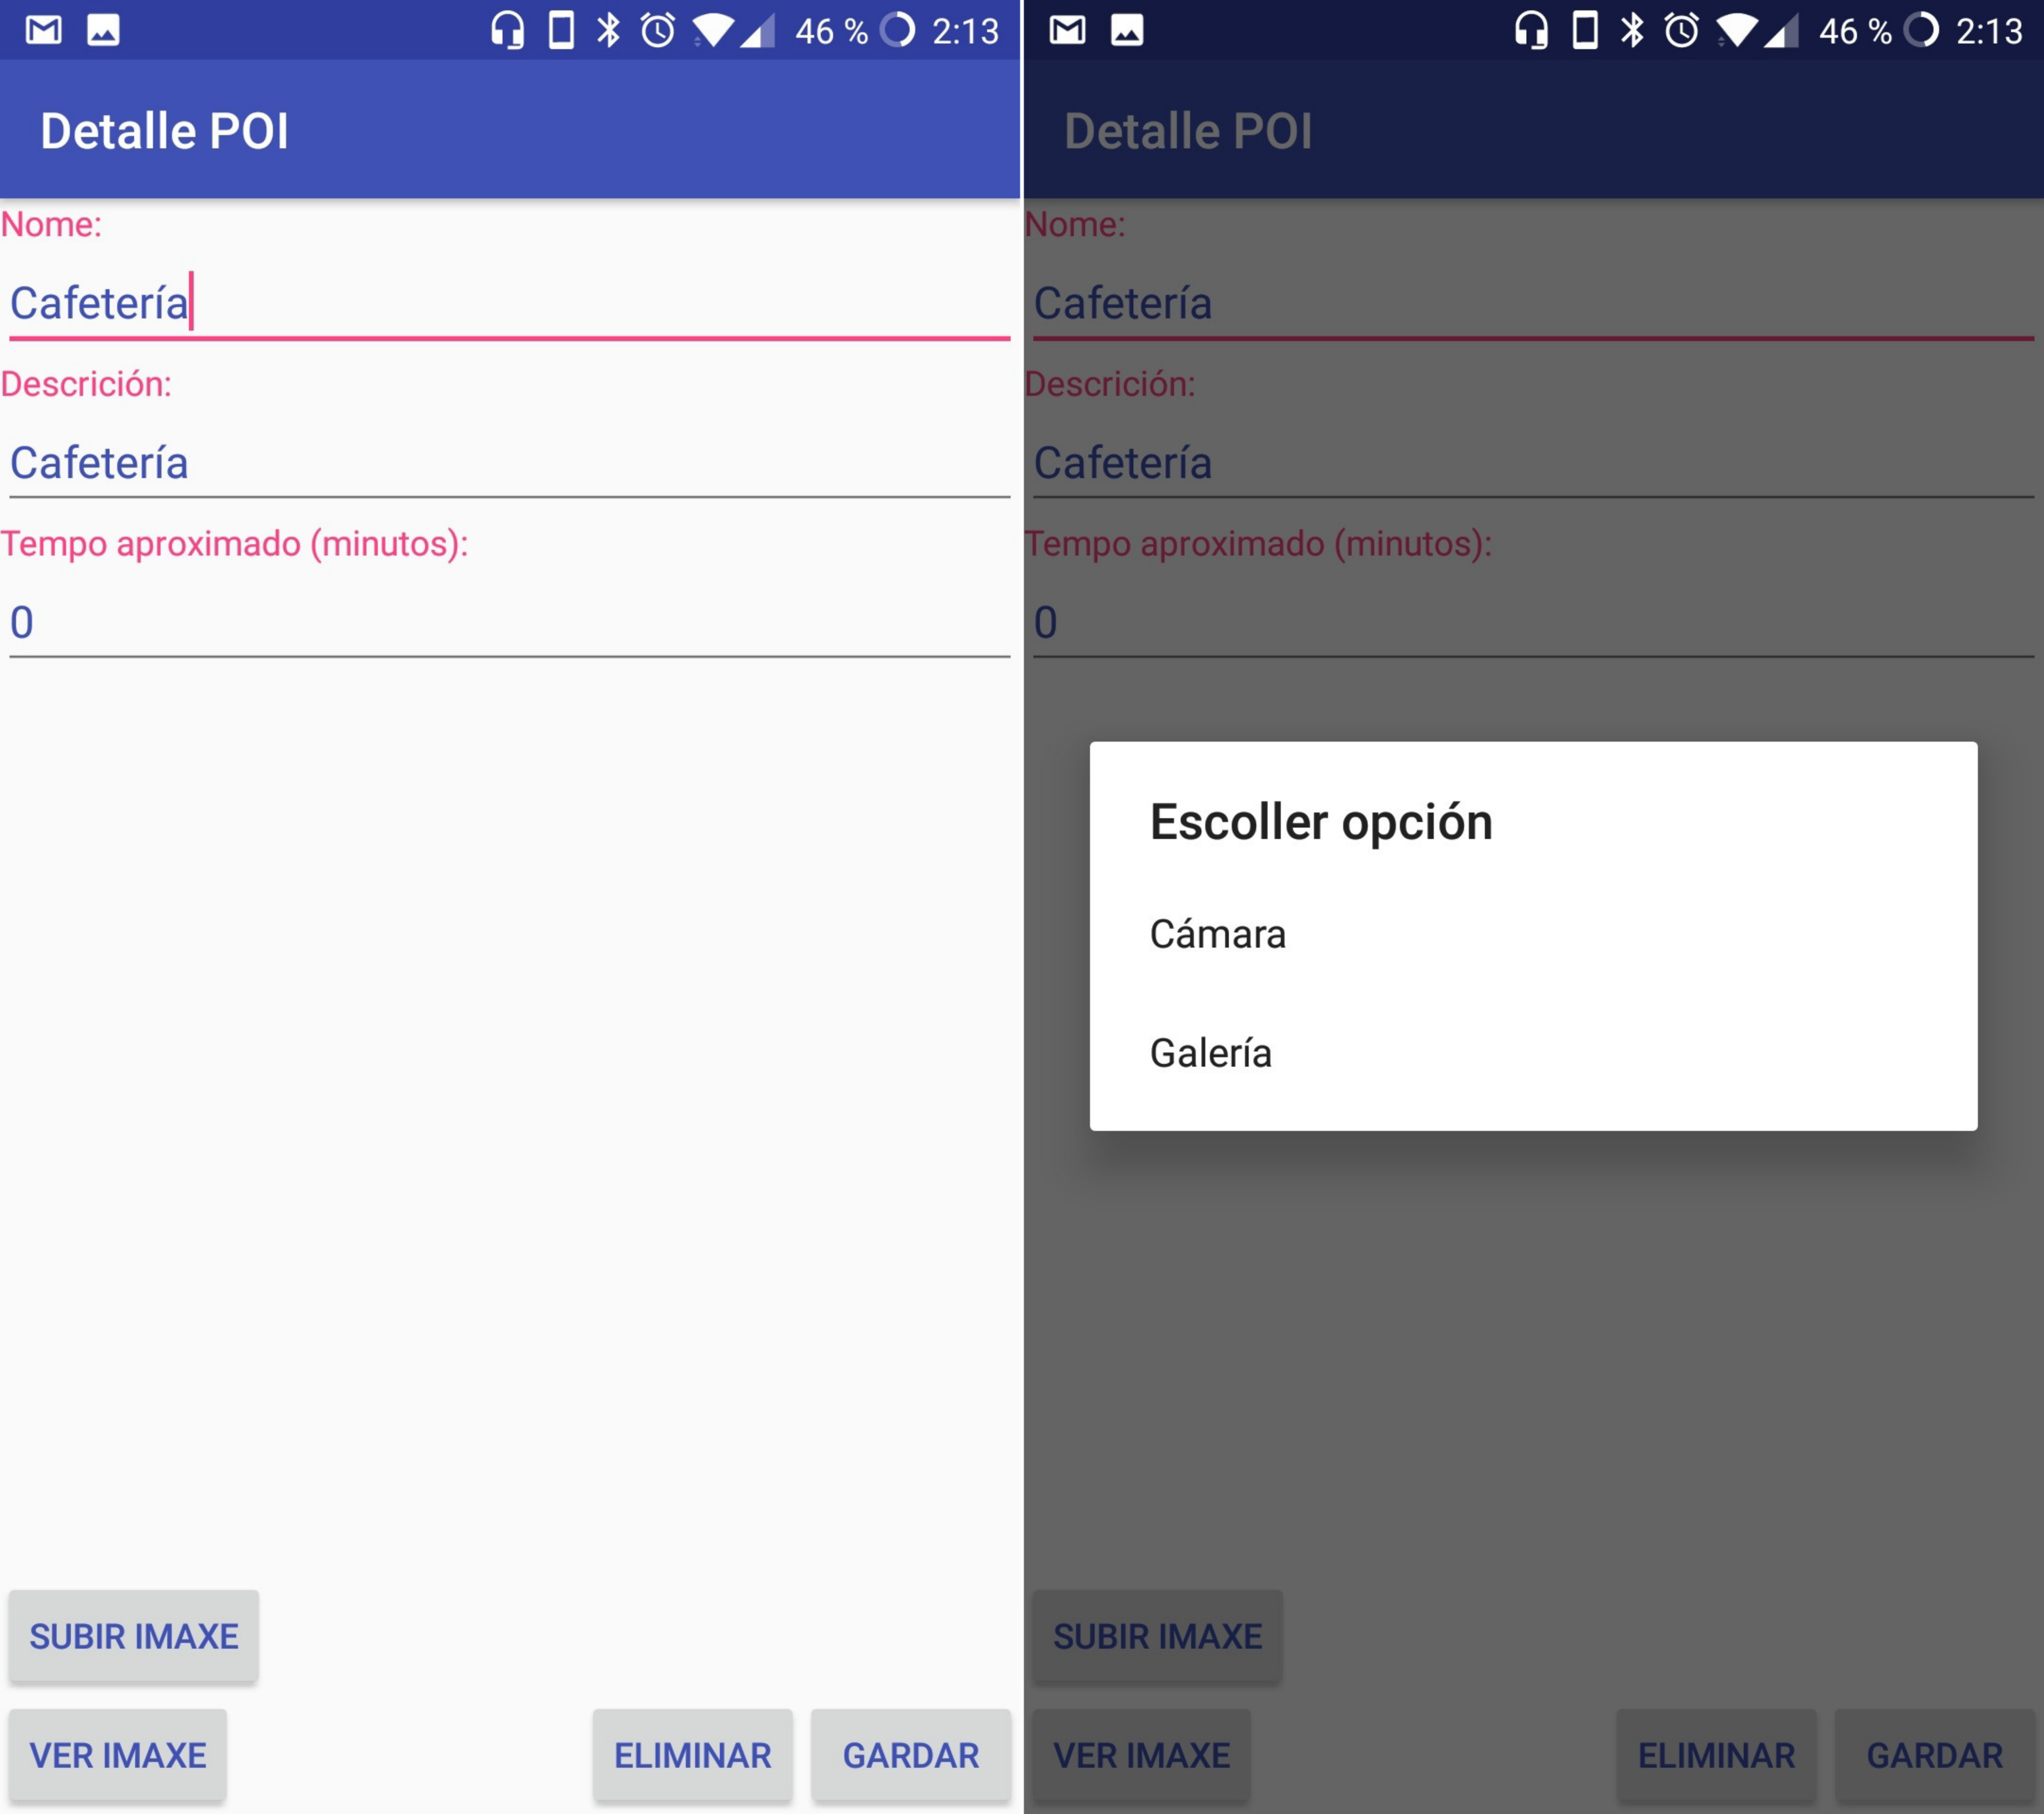 46 % 2:13
Detalle POI
Nome:
Cafetería
Descrición:
Cafetería
Tempo aproximado (minutos):
0
SUBIR IMAXE
VER IMAXE ELIMINAR GARDAR
46 % 2:13
Detalle POI
Nome:
Cafetería
Descrición:
Cafetería
Tempo aproximado (minutos):
0
Escoller opción
Cámara
Galería
SUBIR IMAXE
VER IMAXE ELIMINAR GARDAR